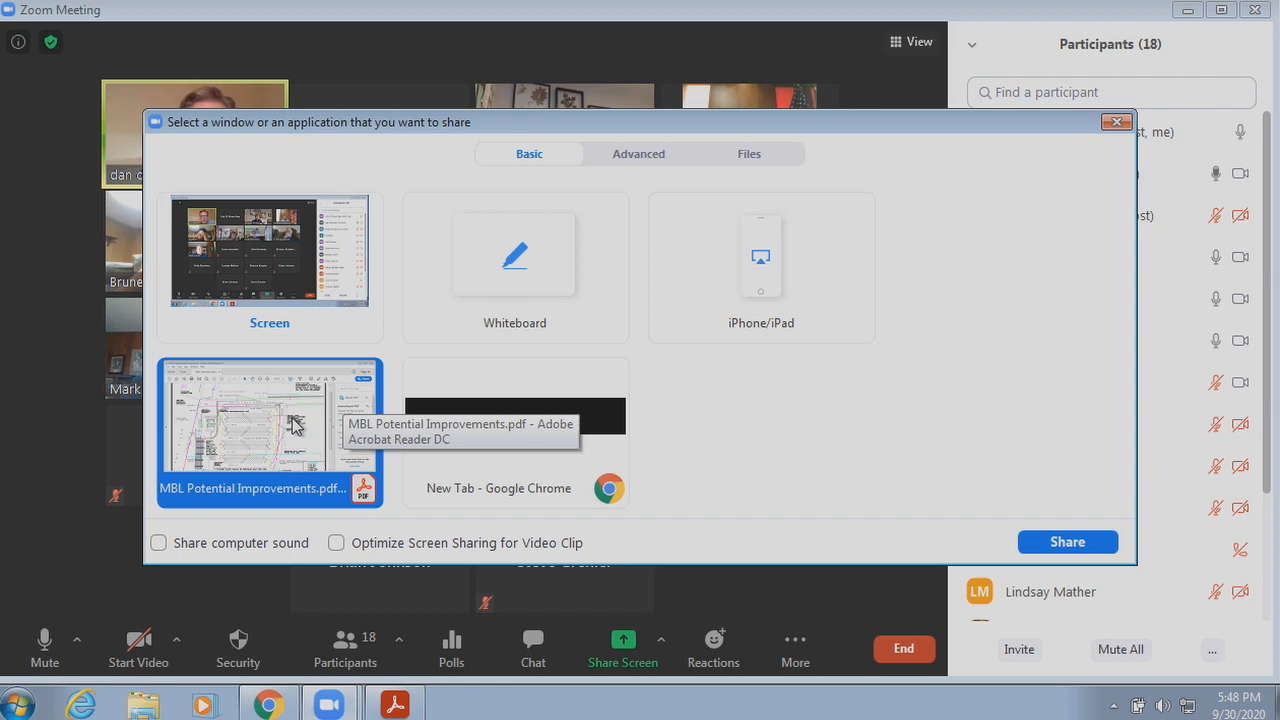 Zoom Meeting
View
Participants (18)
Find a participant
Select a window or an application that you want to share
Basic
Advanced
Files
Screen
Whiteboard
iPhone/iPad
MBL Potential Improvements.pdf - Adobe
Acrobat Reader DC
MBL Potential Improvements.pdf...
PDF
New Tab - Google Chrome
Share computer sound
Optimize Screen Sharing for Video Clip
Share
dan
Brune
Mark
st, me)
st)
LM
Lindsay Mather
Mute
Start Video
Security
18
Participants
Polls
Chat
Share Screen
Reactions
More
End
Invite
Mute All
...
5:48 PM
9/30/2020